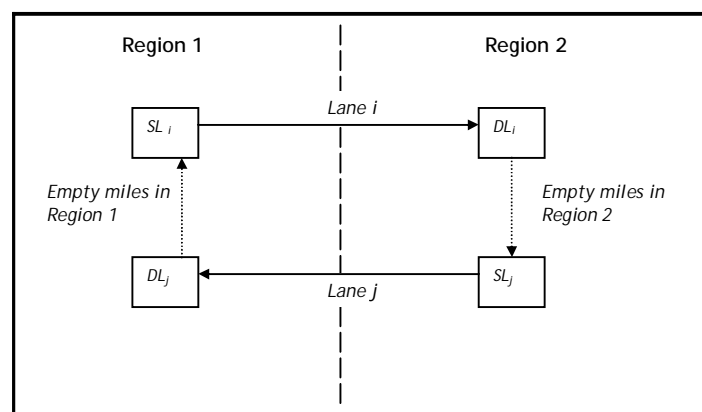 Region 1
Region 2
Lane i
SL i
DLi
Empty miles in
Region 1
Empty miles in
Region 2
DLj
SLj
Lane j